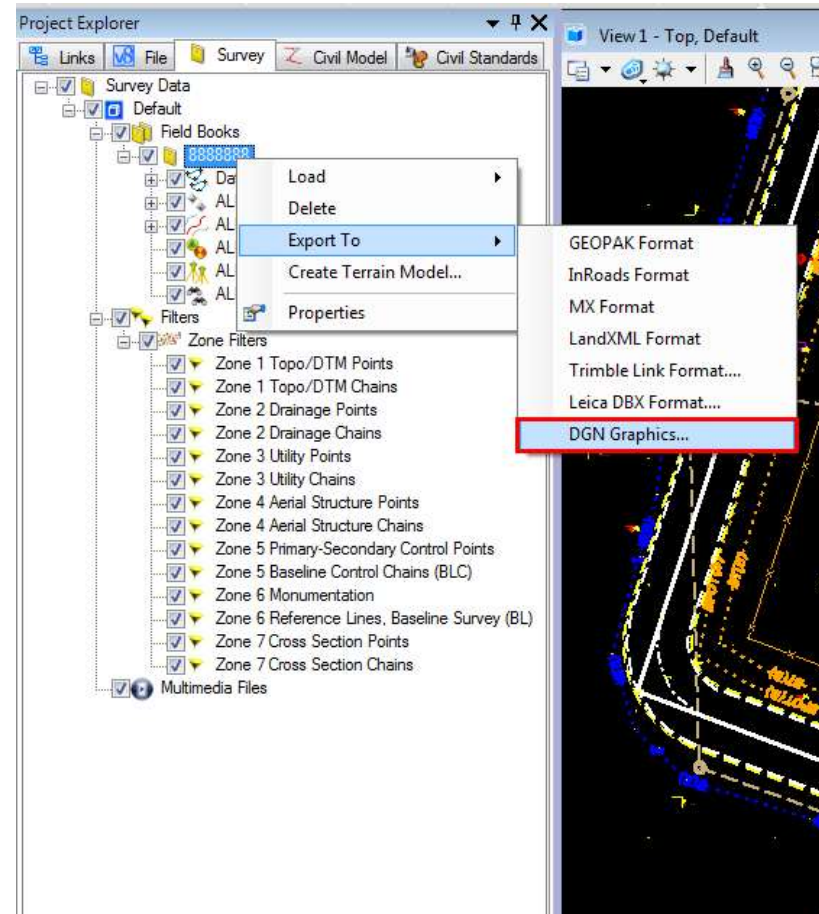 Project Explorer
Links File Survey Civil Model Civil Standards
Survey Data
Default
Field Books
8888888
Da
AL
AL
AL
AL
AL
Filters
Zone Filters
Zone 1 Topo/DTM Points
Zone 1 Topo/DTM Chains
Zone 2 Drainage Points
Zone 2 Drainage Chains
Zone 3 Utility Points
Zone 3 Utility Chains
Zone 4 Aerial Structure Points
Zone 4 Aerial Structure Chains
Zone 5 Primary-Secondary Control Points
Zone 5 Baseline Control Chains (BLC)
Zone 6 Monumentation
Zone 6 Reference Lines, Baseline Survey (BL)
Zone 7 Cross Section Points
Zone 7 Cross Section Chains
Multimedia Files
Load
Delete
Export To
Create Terrain Model...
Properties
GEOPAK Format
InRoads Format
MX Format
LandXML Format
Trimble Link Format....
Leica DBX Format....
DGN Graphics...
View 1 - Top, Default